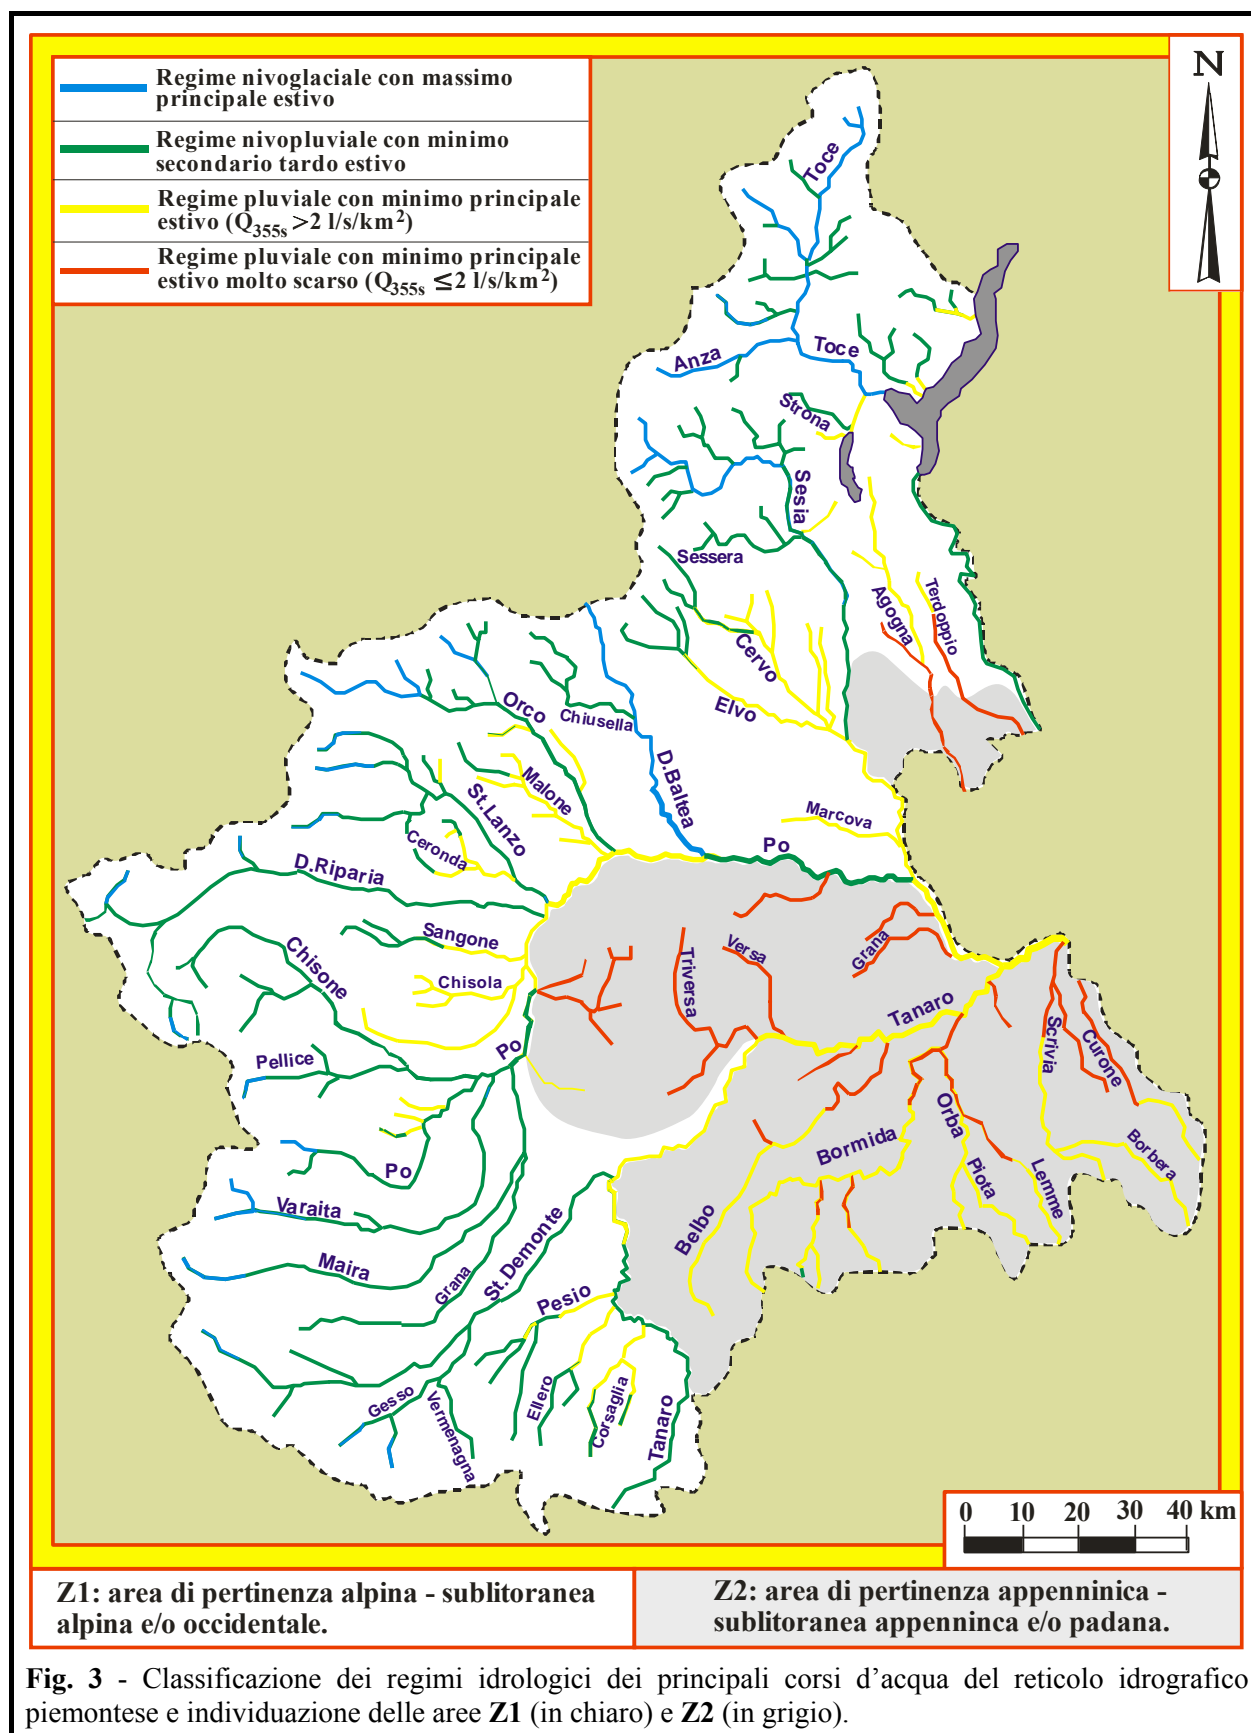 Regime nivoglaciale con massimo
principale estivo
Regime nivopluviale con minimo
secondario tardo estivo
Regime pluviale con minimo principale
estivo (Q355s >2 l/s/km²)
Regime pluviale con minimo principale
estivo molto scarso (Q355s ≤2 l/s/km²)
N
Toce
Anza
Toce
Strona
Sesia
Sessera
Agogna
Terdoppio
Cervo
Elvo
Orco
Chiusella
D.Baltea
Malone
St.Lanzo
Ceronda
Marcova
Po
D.Riparia
Sangone
Chisone
Chisola
Triversa
Versa
Grana
Tanaro
Po
Pellice
Scrivia
Curone
Orba
Bormida
Borbera
Piota
Lemme
Po
Varaita
Belbo
Maira
Grana
St.Demonte
Pesio
Gesso
Vermenagna
Ellero
Corsaglia
Tanaro
0 10 20 30 40 km
Z1: area di pertinenza alpina - sublitoranea
alpina e/o occidentale.
Z2: area di pertinenza appenninica -
sublitoranea appenninca e/o padana.
Fig. 3 - Classificazione dei regimi idrologici dei principali corsi d’acqua del reticolo idrografico
piemontese e individuazione delle aree Z1 (in chiaro) e Z2 (in grigio).